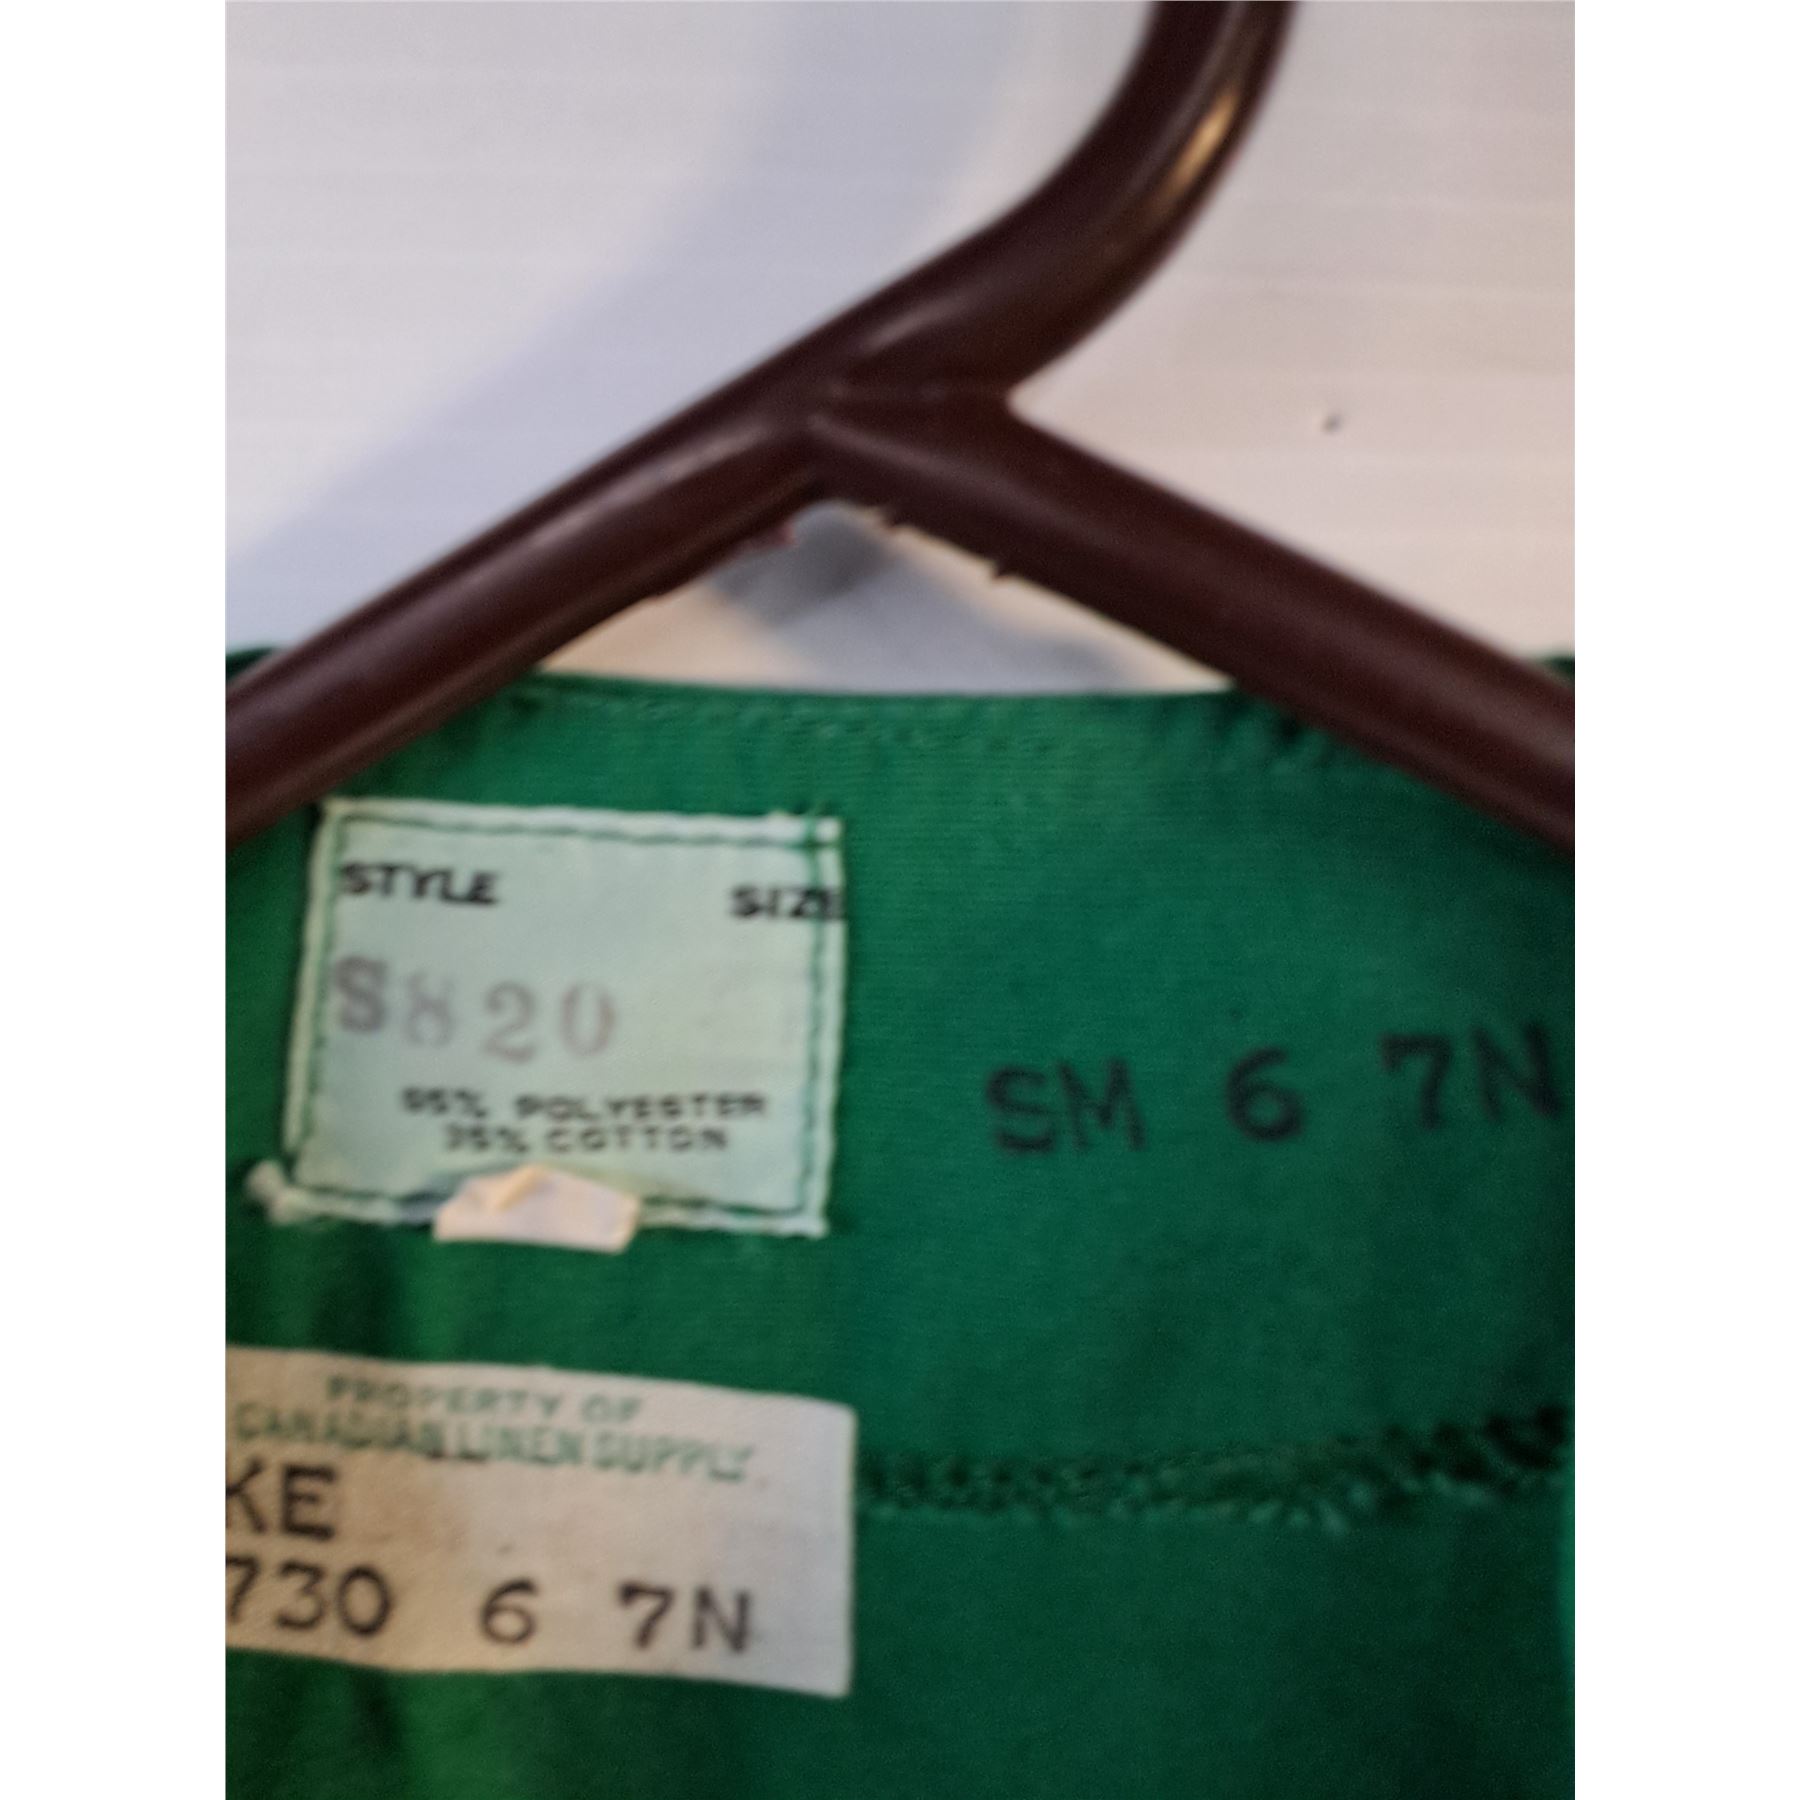 STYLE SIZE
S820
65% POLYESTER
35% COTTON
SM 6 7N
PROPERTY OF
CANADIAN LINEN SUPPLY
KE
730 6 7N